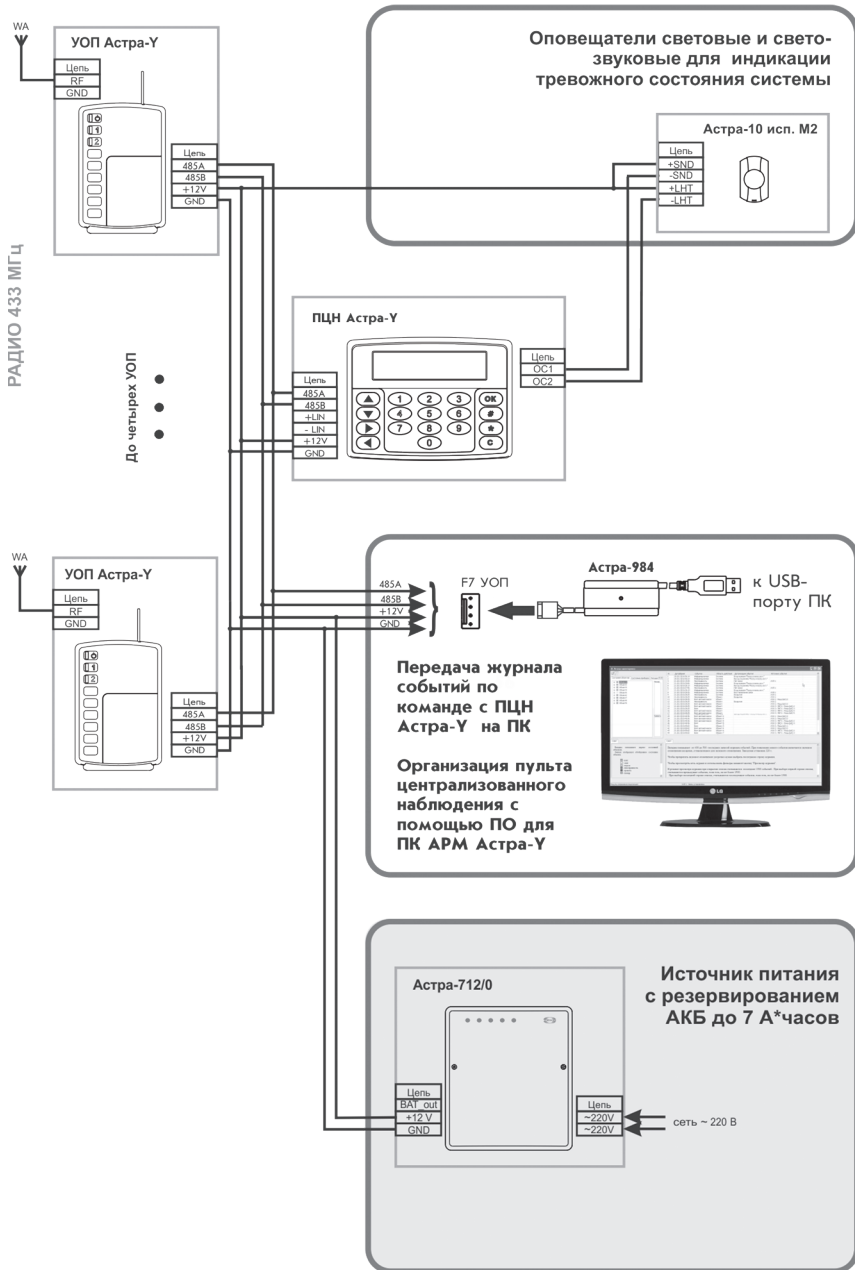 WA
УОП Астра-Y
Цепь
RF
GND
Цепь
485A
485B
+12V
GND
Оповещатели световые и свето-
звуковые для индикации
тревожного состояния системы
Астра-10 исп. М2
Цепь
+SND
-SND
+LHT
-LHT
РАДИО 433 МГц
До четырех УОП
ПЦН Астра-Y
Цепь
485A
485B
+LIN
- LIN
+12V
GND
1 2 3 OK
4 5 6 #
7 8 9 *
0 C
Цепь
OC1
OC2
WA
УОП Астра-Y
Цепь
RF
GND
Цепь
485A
485B
+12V
GND
485A
485B
+12V
GND
F7 УОП
Астра-984
к USB-
порту ПК
Передача журнала
событий по
команде с ПЦН
Астра-Y на ПК
Организация пульта
централизованного
наблюдения с
помощью ПО для
ПК АРМ Астра-Y
LG
Источник питания
с резервированием
АКБ до 7 А*часов
Астра-712/0
Цепь
BAT_out
+12 V
GND
Цепь
~220V
~220V
сеть ~ 220 В